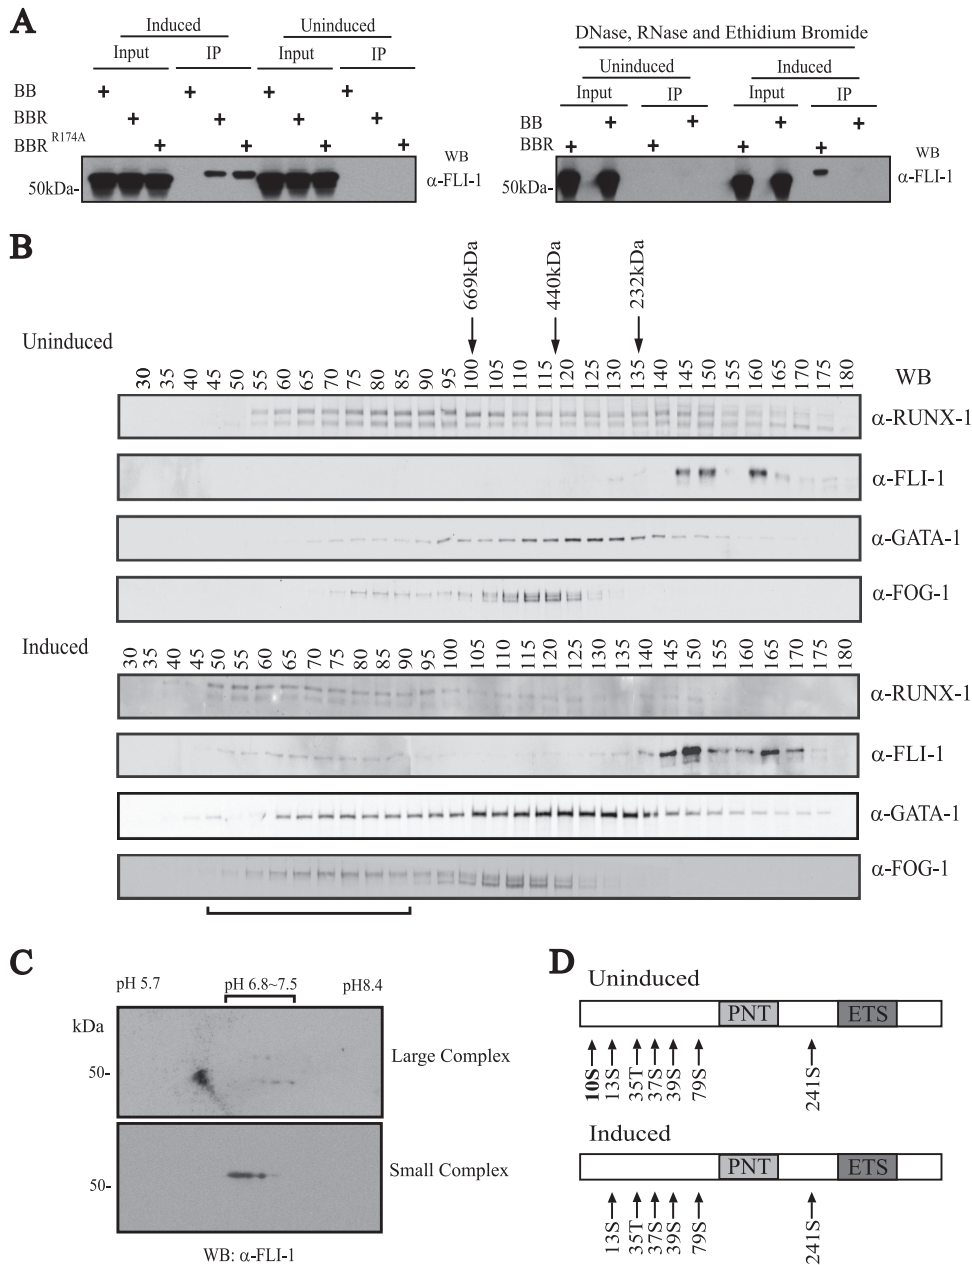 A
Induced Uninduced
Input IP Input IP
BB + + + +
BBR + + + +
BBR R174A + + + +
50kDa-
WB
α-FLI-1
DNase, RNase and Ethidium Bromide
Uninduced Induced
Input IP Input IP
BB + + + +
BBR + + + +
50kDa-
WB
α-FLI-1
B
669kDa 440kDa 232kDa
Uninduced
30 35 40 45 50 55 60 65 70 75 80 85 90 95 100 105 110 115 120 125 130 135 140 145 150 155 160 165 170 175 180
WB
α-RUNX-1
α-FLI-1
α-GATA-1
α-FOG-1
Induced
30 35 40 45 50 55 60 65 70 75 80 85 90 95 100 105 110 115 120 125 130 135 140 145 150 155 160 165 170 175 180
α-RUNX-1
α-FLI-1
α-GATA-1
α-FOG-1
C
pH 5.7 pH 6.8~7.5 pH8.4
kDa
50-
Large Complex
50-
Small Complex
WB: α-FLI-1
D
Uninduced
PNT ETS
10S 13S 35T 37S 39S 79S 241S
Induced
PNT ETS
13S 35T 37S 39S 79S 241S